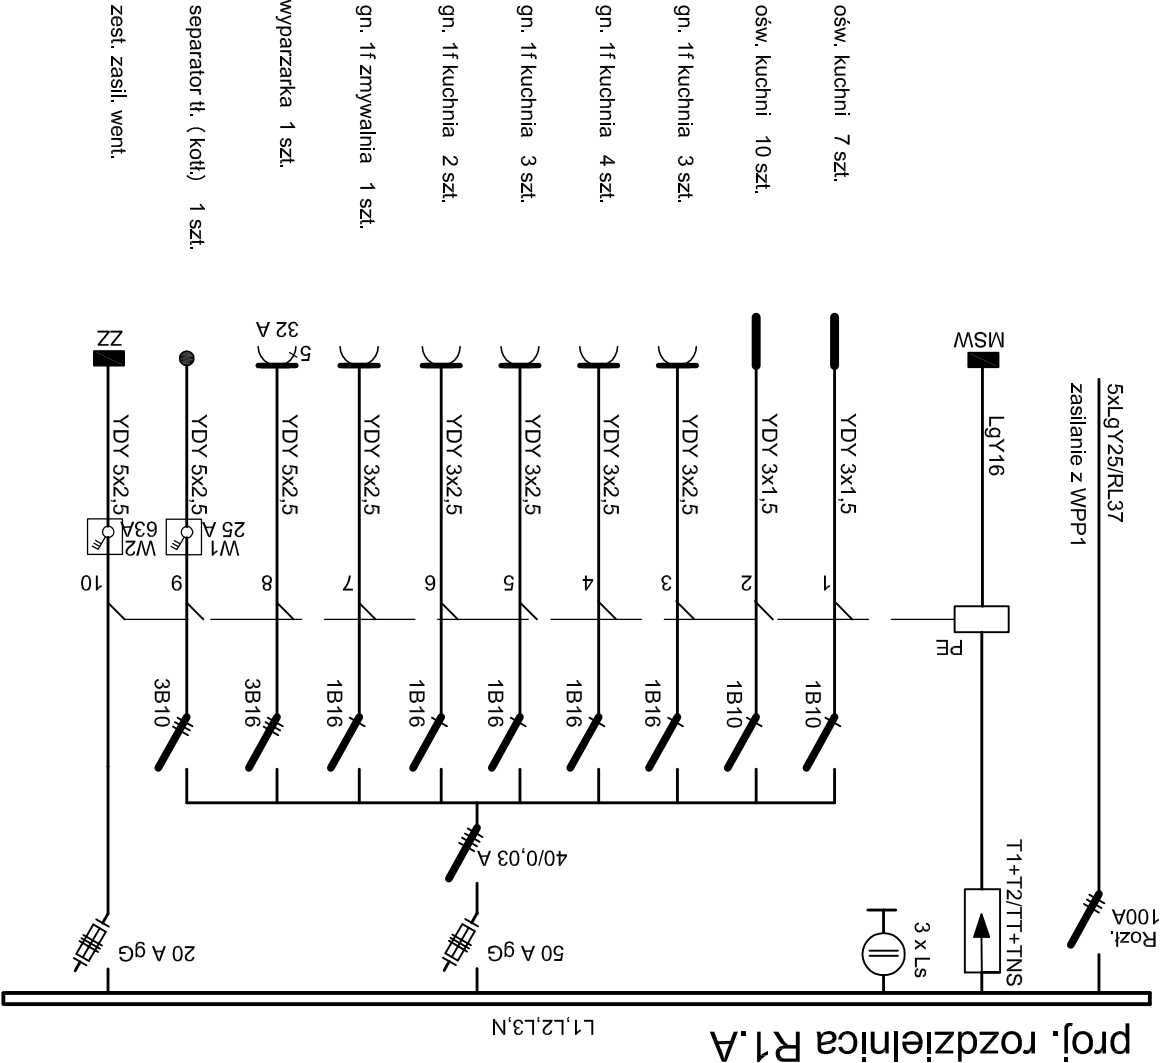 proj. rozdzielnica R1.A
L1,L2,L3,N
Rozł.
100A
5xLgY25/RL37
zasilanie z WPP1
T1+T2/TT+TNS
3 x Ls
PE
LgY16
MSW
50 A gG
40/0,03 A
20 A gG
1B10
1
YDY 3x1,5
ośw. kuchni 7 szt.
1B10
2
YDY 3x1,5
ośw. kuchni 10 szt.
1B16
3
YDY 3x2,5
gn. 1f kuchnia 3 szt.
1B16
4
YDY 3x2,5
gn. 1f kuchnia 4 szt.
1B16
5
YDY 3x2,5
gn. 1f kuchnia 3 szt.
1B16
6
YDY 3x2,5
gn. 1f kuchnia 2 szt.
1B16
7
YDY 3x2,5
gn. 1f zmywalnia 1 szt.
3B16
8
YDY 5x2,5
5x
32 A
wyparzarka 1 szt.
3B10
9
W1
25 A
YDY 5x2,5
separator tł. ( kotł.) 1 szt.
10
W2
63A
YDY 5x2,5
ZZ
zest. zasil. went.